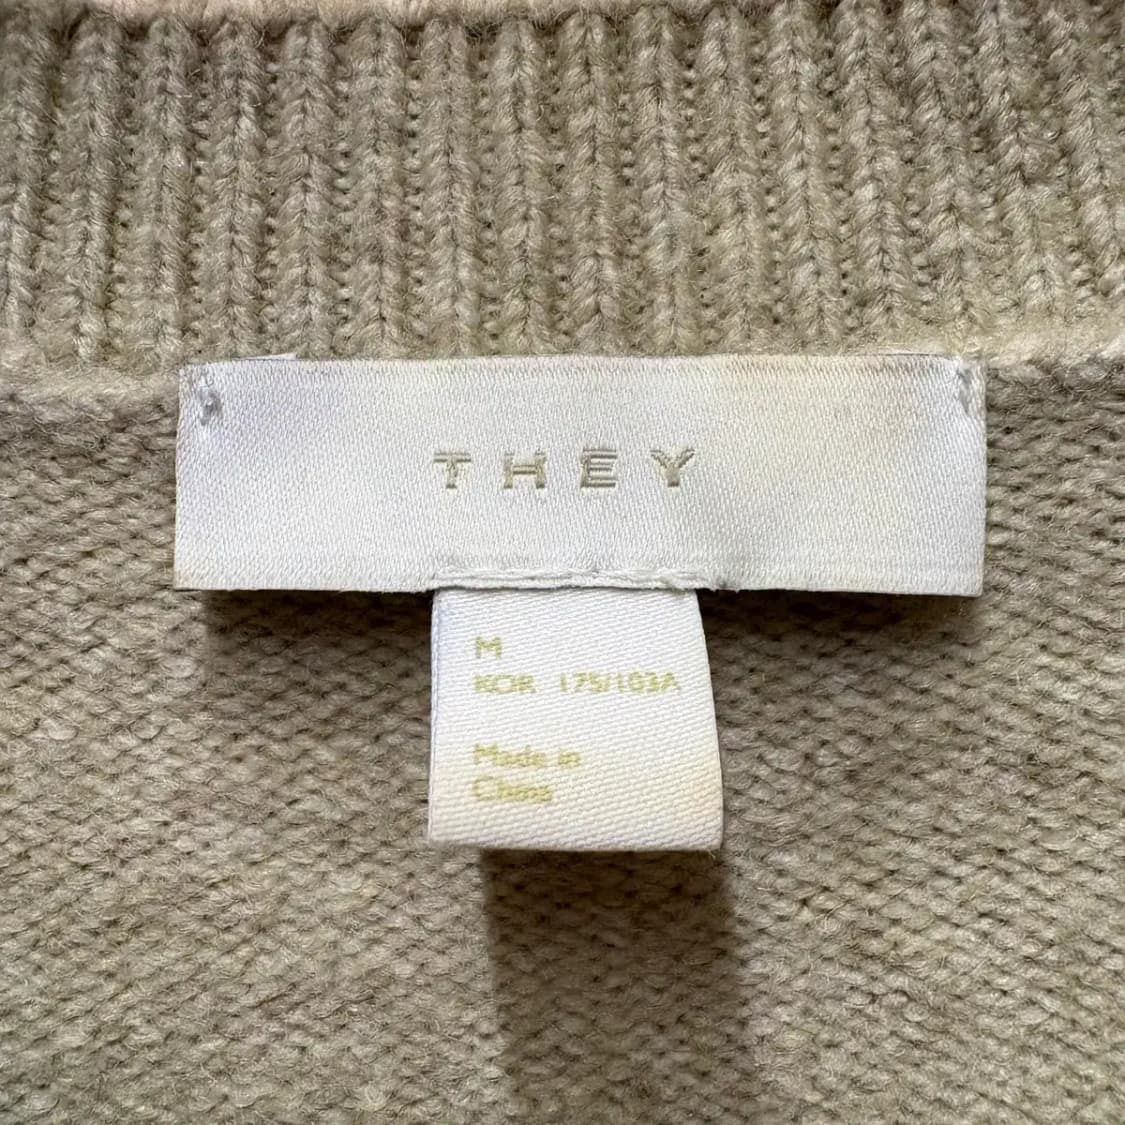 THEY
M
KOR 175/103A
Made in
China